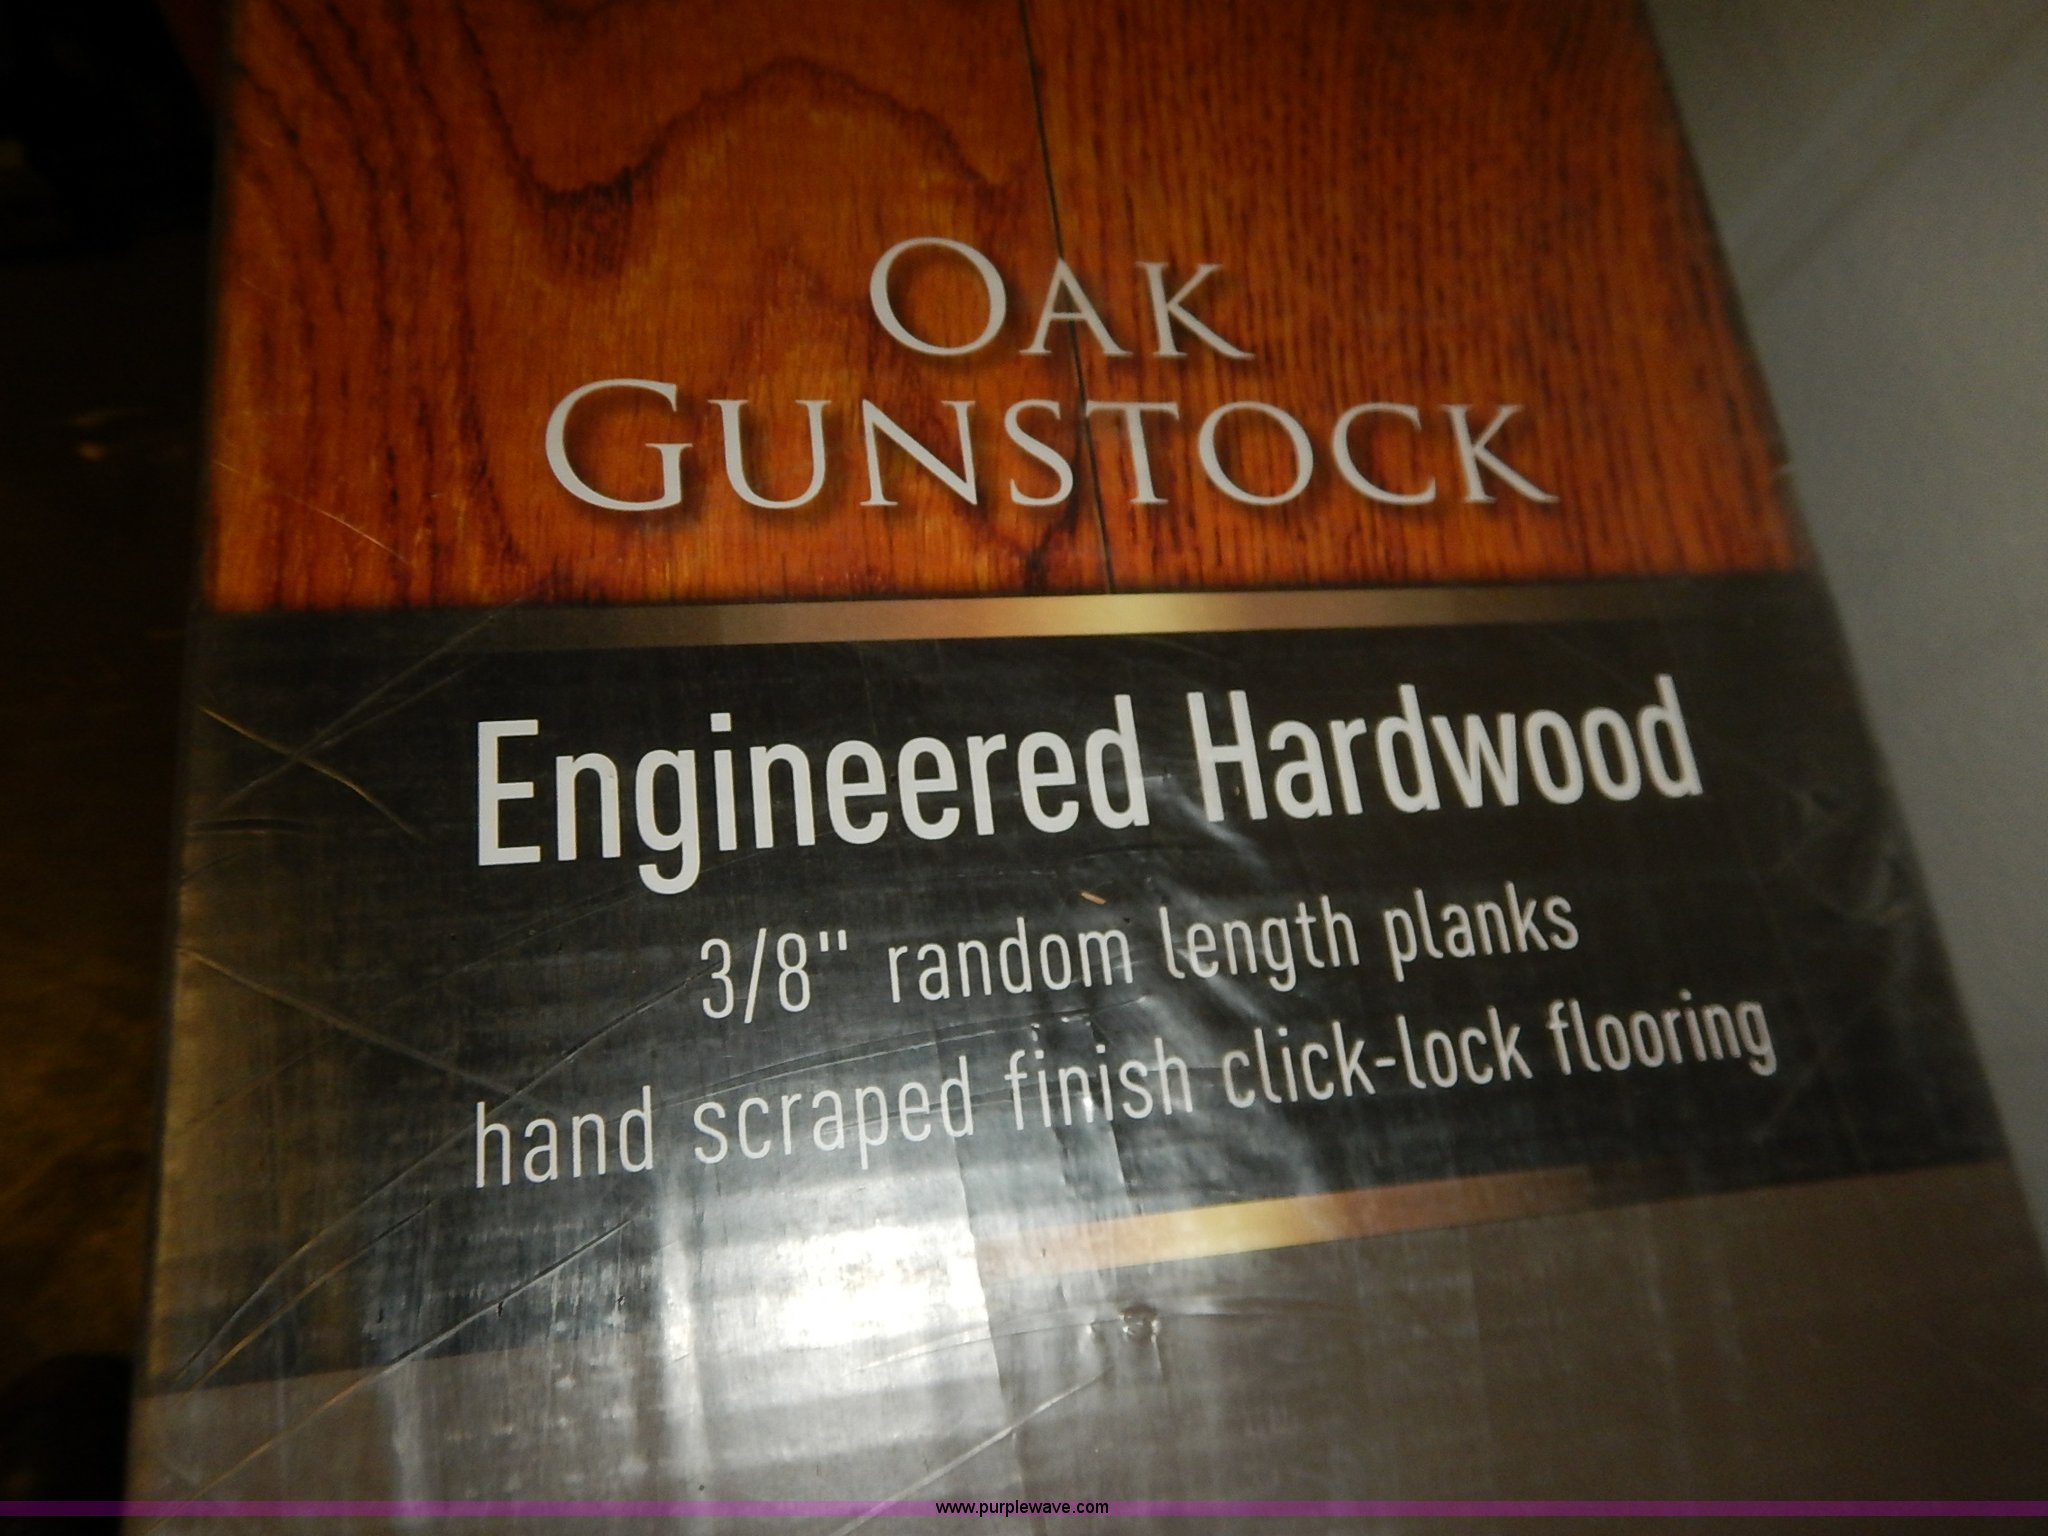 OAK
GUNSTOCK
Engineered Hardwood
3/8" random length planks
hand scraped finish click-lock flooring
www.purplewave.com